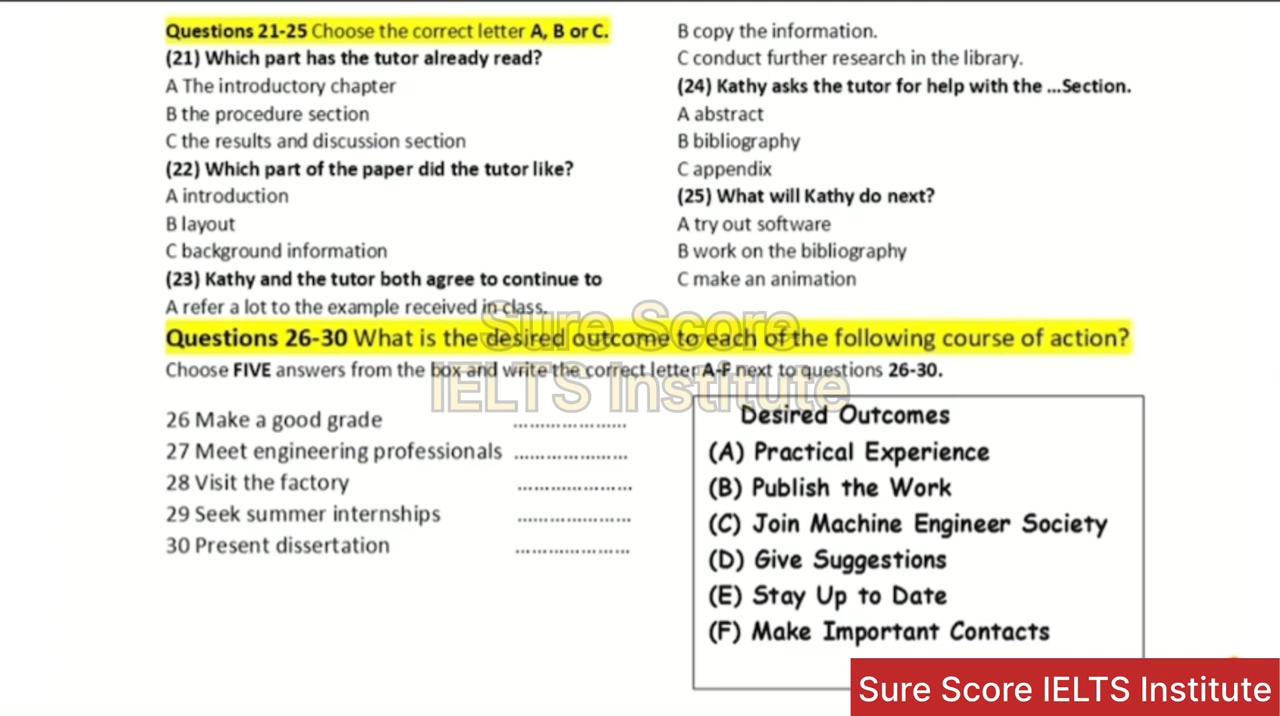 Questions 21-25 Choose the correct letter A, B or C.
(21) Which part has the tutor already read?
A The introductory chapter
B the procedure section
C the results and discussion section
(22) Which part of the paper did the tutor like?
A introduction
B layout
C background information
(23) Kathy and the tutor both agree to continue to
A refer a lot to the example received in class.
B copy the information.
C conduct further research in the library.
(24) Kathy asks the tutor for help with the ...Section.
A abstract
B bibliography
C appendix
(25) What will Kathy do next?
A try out software
B work on the bibliography
C make an animation
Questions 26-30 What is the desired outcome to each of the following course of action?
Choose FIVE answers from the box and write the correct letter A-F next to questions 26-30.
26 Make a good grade .....................
27 Meet engineering professionals .....................
28 Visit the factory .....................
29 Seek summer internships .....................
30 Present dissertation .....................
Desired Outcomes
(A) Practical Experience
(B) Publish the Work
(C) Join Machine Engineer Society
(D) Give Suggestions
(E) Stay Up to Date
(F) Make Important Contacts
Sure Score
IELTS Institute
Sure Score IELTS Institute